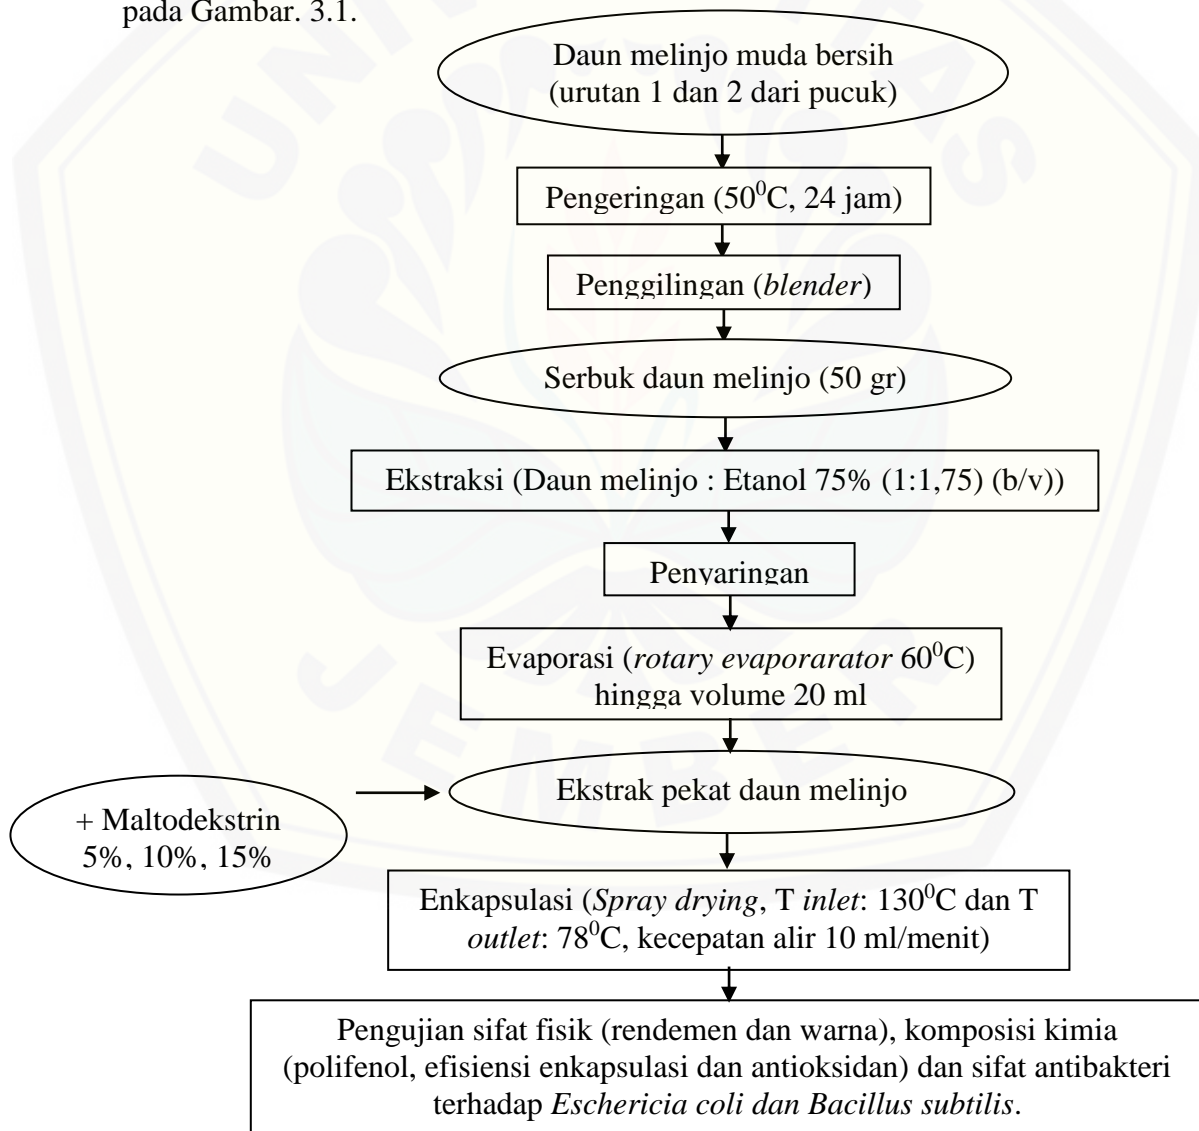 pada Gambar. 3.1.
Daun melinjo muda bersih
(urutan 1 dan 2 dari pucuk)
Pengeringan (50⁰C, 24 jam)
Penggilingan (blender)
Serbuk daun melinjo (50 gr)
Ekstraksi (Daun melinjo : Etanol 75% (1:1,75) (b/v))
Penyaringan
Evaporasi (rotary evaporarator 60⁰C)
hingga volume 20 ml
Ekstrak pekat daun melinjo
+ Maltodekstrin
5%, 10%, 15%
Enkapsulasi (Spray drying, T inlet: 130⁰C dan T
outlet: 78⁰C, kecepatan alir 10 ml/menit)
Pengujian sifat fisik (rendemen dan warna), komposisi kimia
(polifenol, efisiensi enkapsulasi dan antioksidan) dan sifat antibakteri
terhadap Eschericia coli dan Bacillus subtilis.
JEMBER